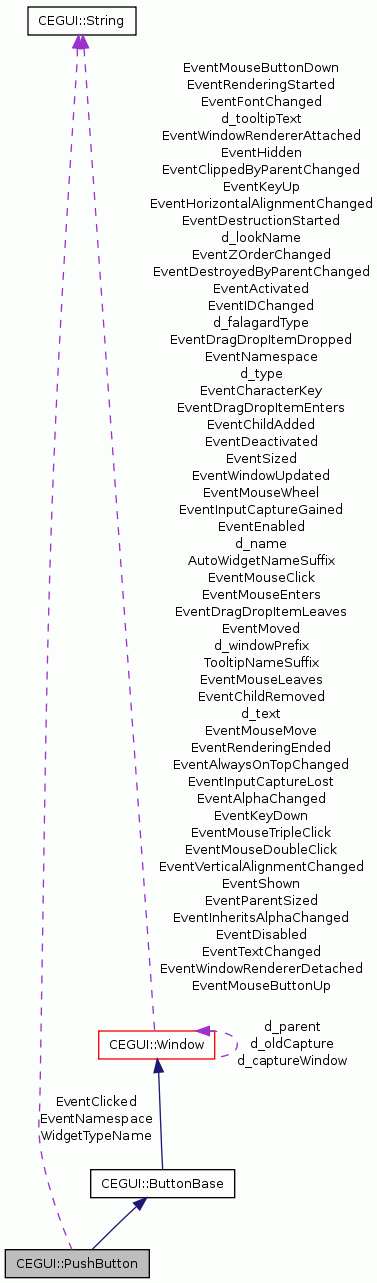 CEGUI::String
EventMouseButtonDown
EventRenderingStarted
EventFontChanged
d_tooltipText
EventWindowRendererAttached
EventHidden
EventClippedByParentChanged
EventKeyUp
EventHorizontalAlignmentChanged
EventDestructionStarted
d_lookName
EventZOrderChanged
EventDestroyedByParentChanged
EventActivated
EventIDChanged
d_falagardType
EventDragDropItemDropped
EventNamespace
d_type
EventCharacterKey
EventDragDropItemEnters
EventChildAdded
EventDeactivated
EventSized
EventWindowUpdated
EventMouseWheel
EventInputCaptureGained
EventEnabled
d_name
AutoWidgetNameSuffix
EventMouseClick
EventMouseEnters
EventDragDropItemLeaves
EventMoved
d_windowPrefix
TooltipNameSuffix
EventMouseLeaves
EventChildRemoved
d_text
EventMouseMove
EventRenderingEnded
EventAlwaysOnTopChanged
EventInputCaptureLost
EventAlphaChanged
EventKeyDown
EventMouseTripleClick
EventMouseDoubleClick
EventVerticalAlignmentChanged
EventShown
EventParentSized
EventInheritsAlphaChanged
EventDisabled
EventTextChanged
EventWindowRendererDetached
EventMouseButtonUp
CEGUI::Window
d_parent
d_oldCapture
d_captureWindow
EventClicked
EventNamespace
WidgetTypeName
CEGUI::ButtonBase
CEGUI::PushButton